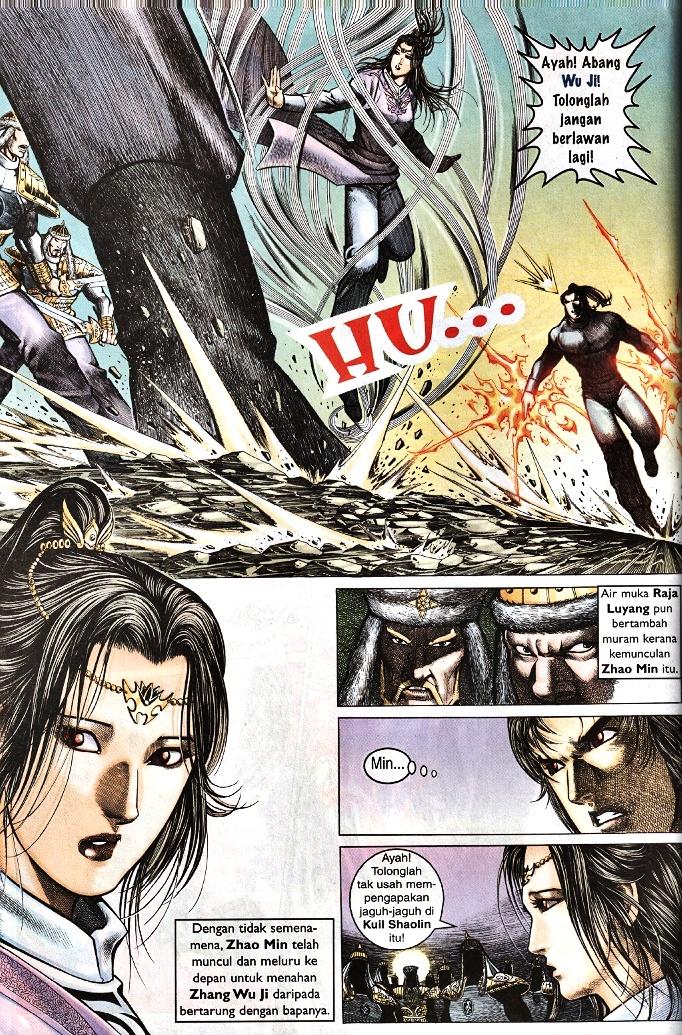 Ayah! Abang
Wu Ji!
Tolonglah
jangan
berlawan
lagi!
HU...
Air muka Raja
Luyang pun
bertambah
muram kerana
kemunculan
Zhao Min itu.
Min...
Ayah!
Tolonglah
tak usah mem-
pengapakan
jaguh-jaguh di
Kuil Shaolin
itu!
Dengan tidak semena-
mena, Zhao Min telah
muncul dan meluru ke
depan untuk menahan
Zhang Wu Ji daripada
bertarung dengan bapanya.